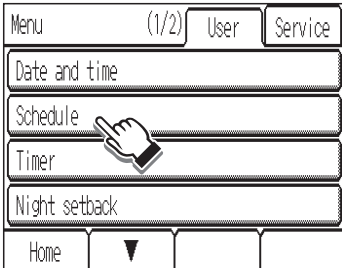 Menu (1/2) User Service
Date and time
Schedule
Timer
Night setback
Home ▼